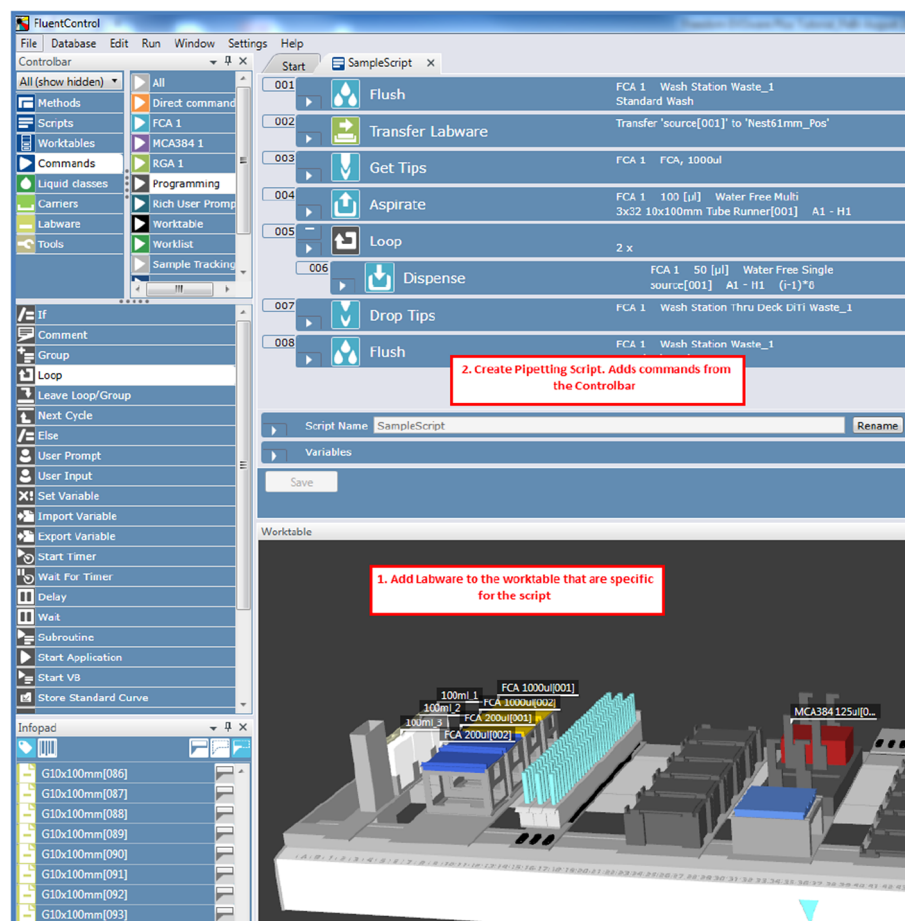 FluentControl
File Database Edit Run Window Settings Help
Controlbar
All (show hidden)
Methods
Scripts
Worktables
Commands
Liquid classes
Carriers
Labware
Tools
All
Direct command
FCA 1
MCA384 1
RGA 1
Programming
Rich User Promp
Worktable
Worklist
Sample Tracking
If
Comment
Group
Loop
Leave Loop/Group
Next Cycle
Else
User Prompt
User Input
Set Variable
Import Variable
Export Variable
Start Timer
Wait For Timer
Delay
Wait
Subroutine
Start Application
Start VB
Store Standard Curve
Infopad
G10x100mm[086]
G10x100mm[087]
G10x100mm[088]
G10x100mm[089]
G10x100mm[090]
G10x100mm[091]
G10x100mm[092]
G10x100mm[093]
Start SampleScript
001 Flush FCA 1 Wash Station Waste_1
Standard Wash
002 Transfer Labware Transfer 'source[001]' to 'Nest61mm_Pos'
003 Get Tips FCA 1 FCA, 1000ul
004 Aspirate FCA 1 100 [µl] Water Free Multi
3x32 10x100mm Tube Runner[001] A1 - H1
005 Loop 2 x
006 Dispense FCA 1 50 [µl] Water Free Single
source[001] A1 - H1 (i-1)*8
007 Drop Tips FCA 1 Wash Station Thru Deck DiTi Waste_1
008 Flush FCA 1 Wash Station Waste_1
2. Create Pipetting Script. Adds commands from
the Controlbar
Script Name SampleScript Rename
Variables
Save
Worktable
1. Add Labware to the worktable that are specific
for the script
FCA 1000ul[001]
100ml_1
FCA 1000ul[002]
100ml_2
FCA 200ul[001]
100ml_3
FCA 200ul[002]
MCA384 125ul[0...